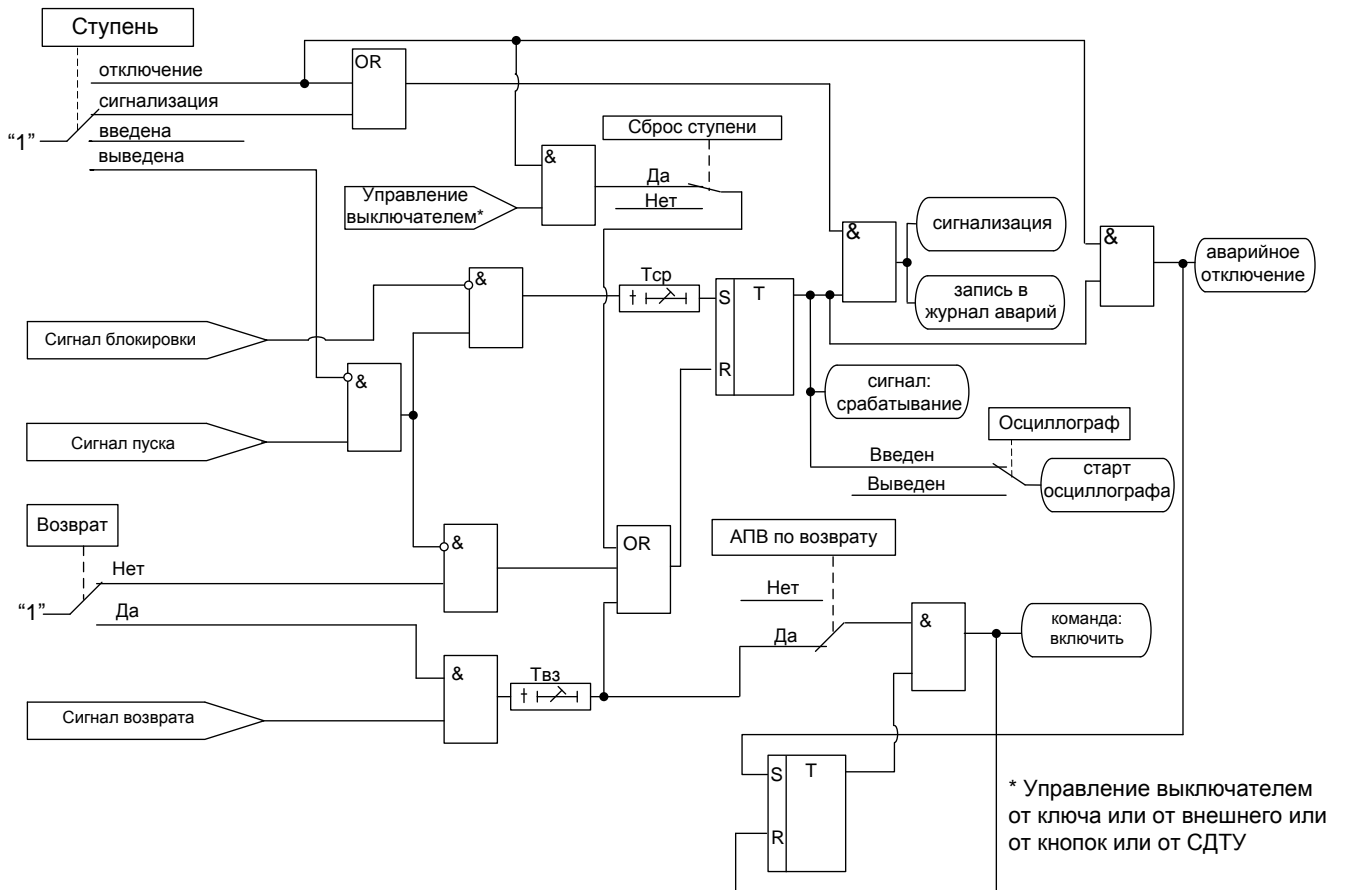 Ступень
отключение
сигнализация
“1”
введена
выведена
OR
Сброс ступени
&
Да
Нет
Управление
выключателем*
&
сигнализация
запись в
журнал аварий
&
аварийное
отключение
&
Тср
S
T
R
Сигнал блокировки
&
Сигнал пуска
сигнал:
срабатывание
Осциллограф
Введен
Выведен
старт
осциллографа
Возврат
Нет
“1”
Да
&
OR
АПВ по возврату
Нет
Да
&
команда:
включить
&
Твз
Сигнал возврата
S
T
R
* Управление выключателем
от ключа или от внешнего или
от кнопок или от СДТУ